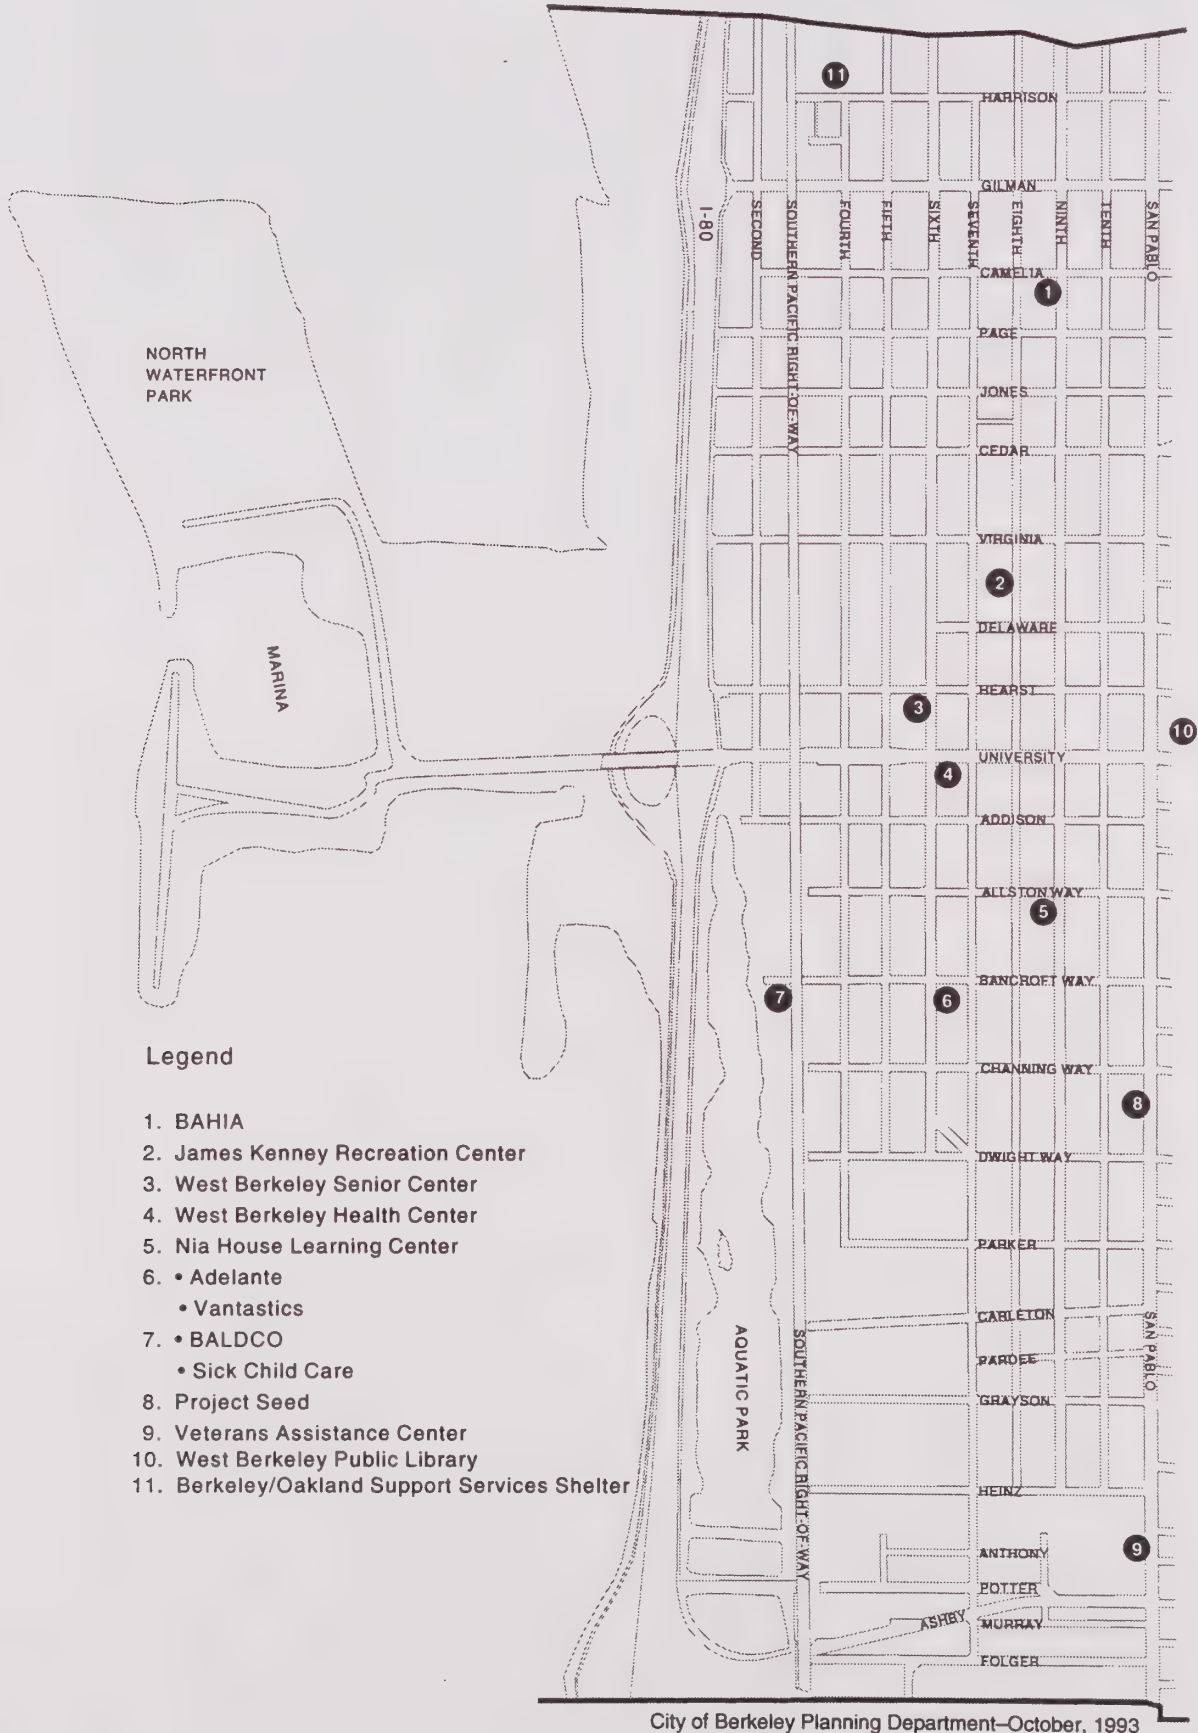 11
HARRISON
GILMAN
I-80
SECOND
SOUTHERN PACIFIC RIGHT-OF-WAY
FOURTH
FIFTH
SIXTH
SEVENTH
EIGHTH
NINTH
TENTH
SAN PABLO
CAMELIA
1
NORTH
WATERFRONT
PARK
PAGE
JONES
CEDAR
VIRGINIA
2
DELAWARE
MARINA
HEARST
3
10
UNIVERSITY
4
ADDISON
ALLSTON WAY
5
BANCROFT WAY
7
6
CHANNING WAY
8
DWIGHT WAY
PARKER
CARLETON
SAN PABLO
PARDEE
AQUATIC PARK
SOUTHERN PACIFIC RIGHT-OF-WAY
GRAYSON
HEINZ
9
ANTHONY
POTTER
ASHBY
MURRAY
FOLGER
Legend
1. BAHIA
2. James Kenney Recreation Center
3. West Berkeley Senior Center
4. West Berkeley Health Center
5. Nia House Learning Center
6. • Adelante
• Vantastics
7. • BALDCO
• Sick Child Care
8. Project Seed
9. Veterans Assistance Center
10. West Berkeley Public Library
11. Berkeley/Oakland Support Services Shelter
City of Berkeley Planning Department–October, 1993